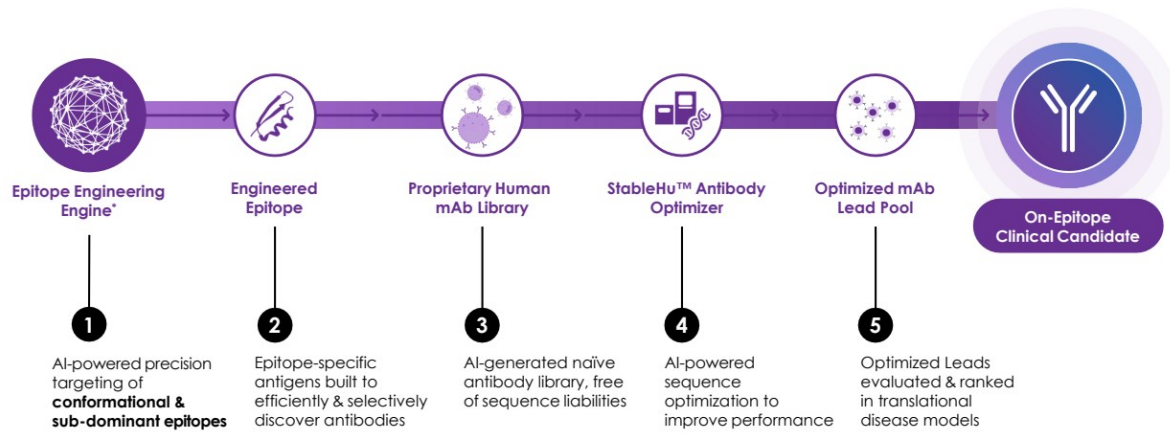 Epitope Engineering
Engine*
Engineered
Epitope
Proprietary Human
mAb Library
StableHu™ Antibody
Optimizer
Optimized mAb
Lead Pool
On-Epitope
Clinical Candidate
1
AI-powered precision
targeting of
conformational &
sub-dominant epitopes
2
Epitope-specific
antigens built to
efficiently & selectively
discover antibodies
3
AI-generated naïve
antibody library, free
of sequence liabilities
4
AI-powered
sequence
optimization to
improve performance
5
Optimized Leads
evaluated & ranked
in translational
disease models